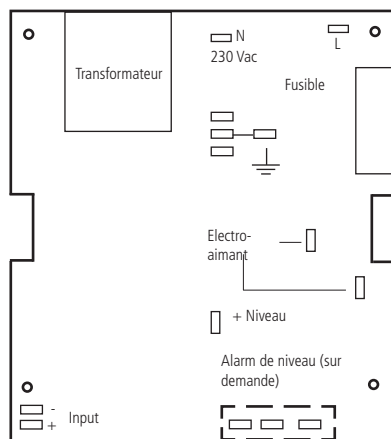 N
L
230 Vac
Transformateur
Fusible
Electro-
aimant
+ Niveau
Alarm de niveau (sur
demande)
-
+
Input